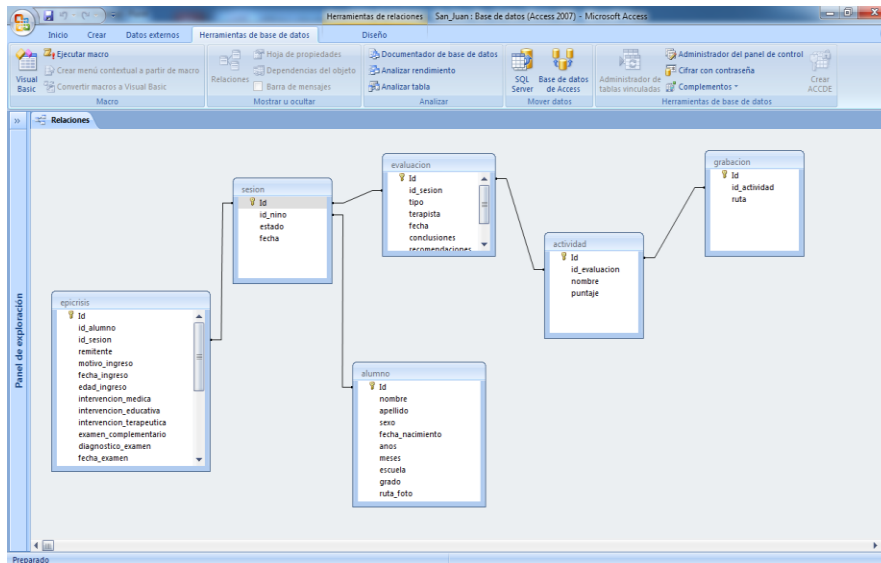 Herramientas de relaciones San_Juan : Base de datos (Access 2007) - Microsoft Access
Inicio Crear Datos externos Herramientas de base de datos Diseño
Visual Basic
Ejecutar macro
Crear menú contextual a partir de macro
Convertir macros a Visual Basic
Macro
Relaciones
Hoja de propiedades
Dependencias del objeto
Barra de mensajes
Mostrar u ocultar
Documentador de base de datos
Analizar rendimiento
Analizar tabla
Analizar
SQL Server
Base de datos de Access
Mover datos
Administrador de tablas vinculadas
Administrador del panel de control
Cifrar con contraseña
Complementos
Crear ACCDE
Herramientas de base de datos
»
Relaciones
Panel de exploración
sesion
Id
id_nino
estado
fecha
evaluacion
Id
id_sesion
tipo
terapista
fecha
conclusiones
recomendaciones
grabacion
Id
id_actividad
ruta
actividad
Id
id_evaluacion
nombre
puntaje
epicrisis
Id
id_alumno
id_sesion
remitente
motivo_ingreso
fecha_ingreso
edad_ingreso
intervencion_medica
intervencion_educativa
intervencion_terapeutica
examen_complementario
diagnostico_examen
fecha_examen
alumno
Id
nombre
apellido
sexo
fecha_nacimiento
anos
meses
escuela
grado
ruta_foto
Preparado